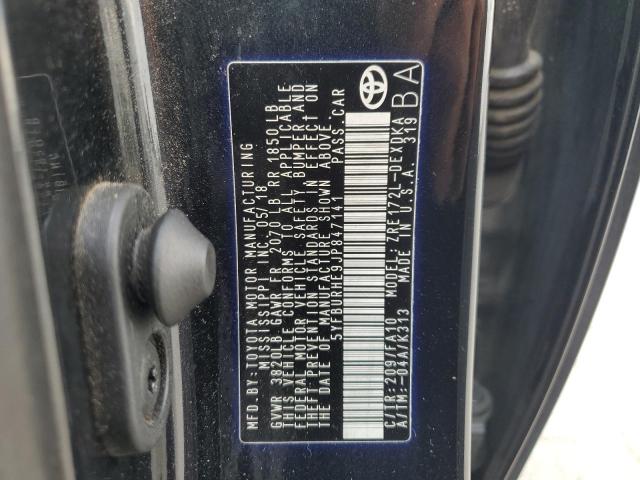 MFD.BY:TOYOTA MOTOR MANUFACTURING
MISSISSIPPI INC. 05/18
GVWR 3820LB GAWR FR 2070 LB RR 1850 LB
THIS VEHICLE CONFORMS TO ALL APPLICABLE
FEDERAL MOTOR VEHICLE SAFETY, BUMPER AND
THEFT PREVENTION STANDARDS IN EFFECT ON
THE DATE OF MANUFACTURE SHOWN ABOVE.
5YFBURHE9JP847141 PASS. CAR
C/TR:209/FA10 MODEL: ZRE172L-DEXDKA
A/TM:-04A/K313 MADE IN U.S.A. 319
BA